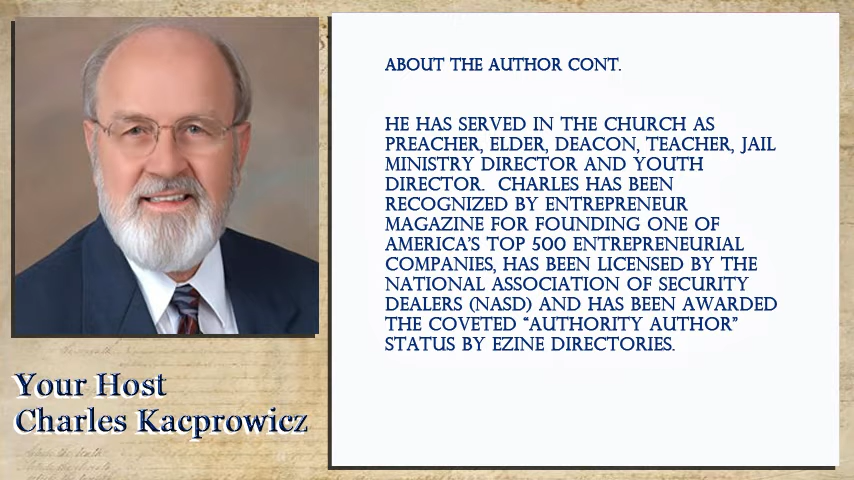 ABOUT THE AUTHOR CONT.
HE HAS SERVED IN THE CHURCH AS
PREACHER, ELDER, DEACON, TEACHER, JAIL
MINISTRY DIRECTOR AND YOUTH
DIRECTOR. CHARLES HAS BEEN
RECOGNIZED BY ENTREPRENEUR
MAGAZINE FOR FOUNDING ONE OF
AMERICA'S TOP 500 ENTREPRENEURIAL
COMPANIES, HAS BEEN LICENSED BY THE
NATIONAL ASSOCIATION OF SECURITY
DEALERS (NASD) AND HAS BEEN AWARDED
THE COVETED “AUTHORITY AUTHOR”
STATUS BY EZINE DIRECTORIES.
Your Host
Charles Kacprowicz